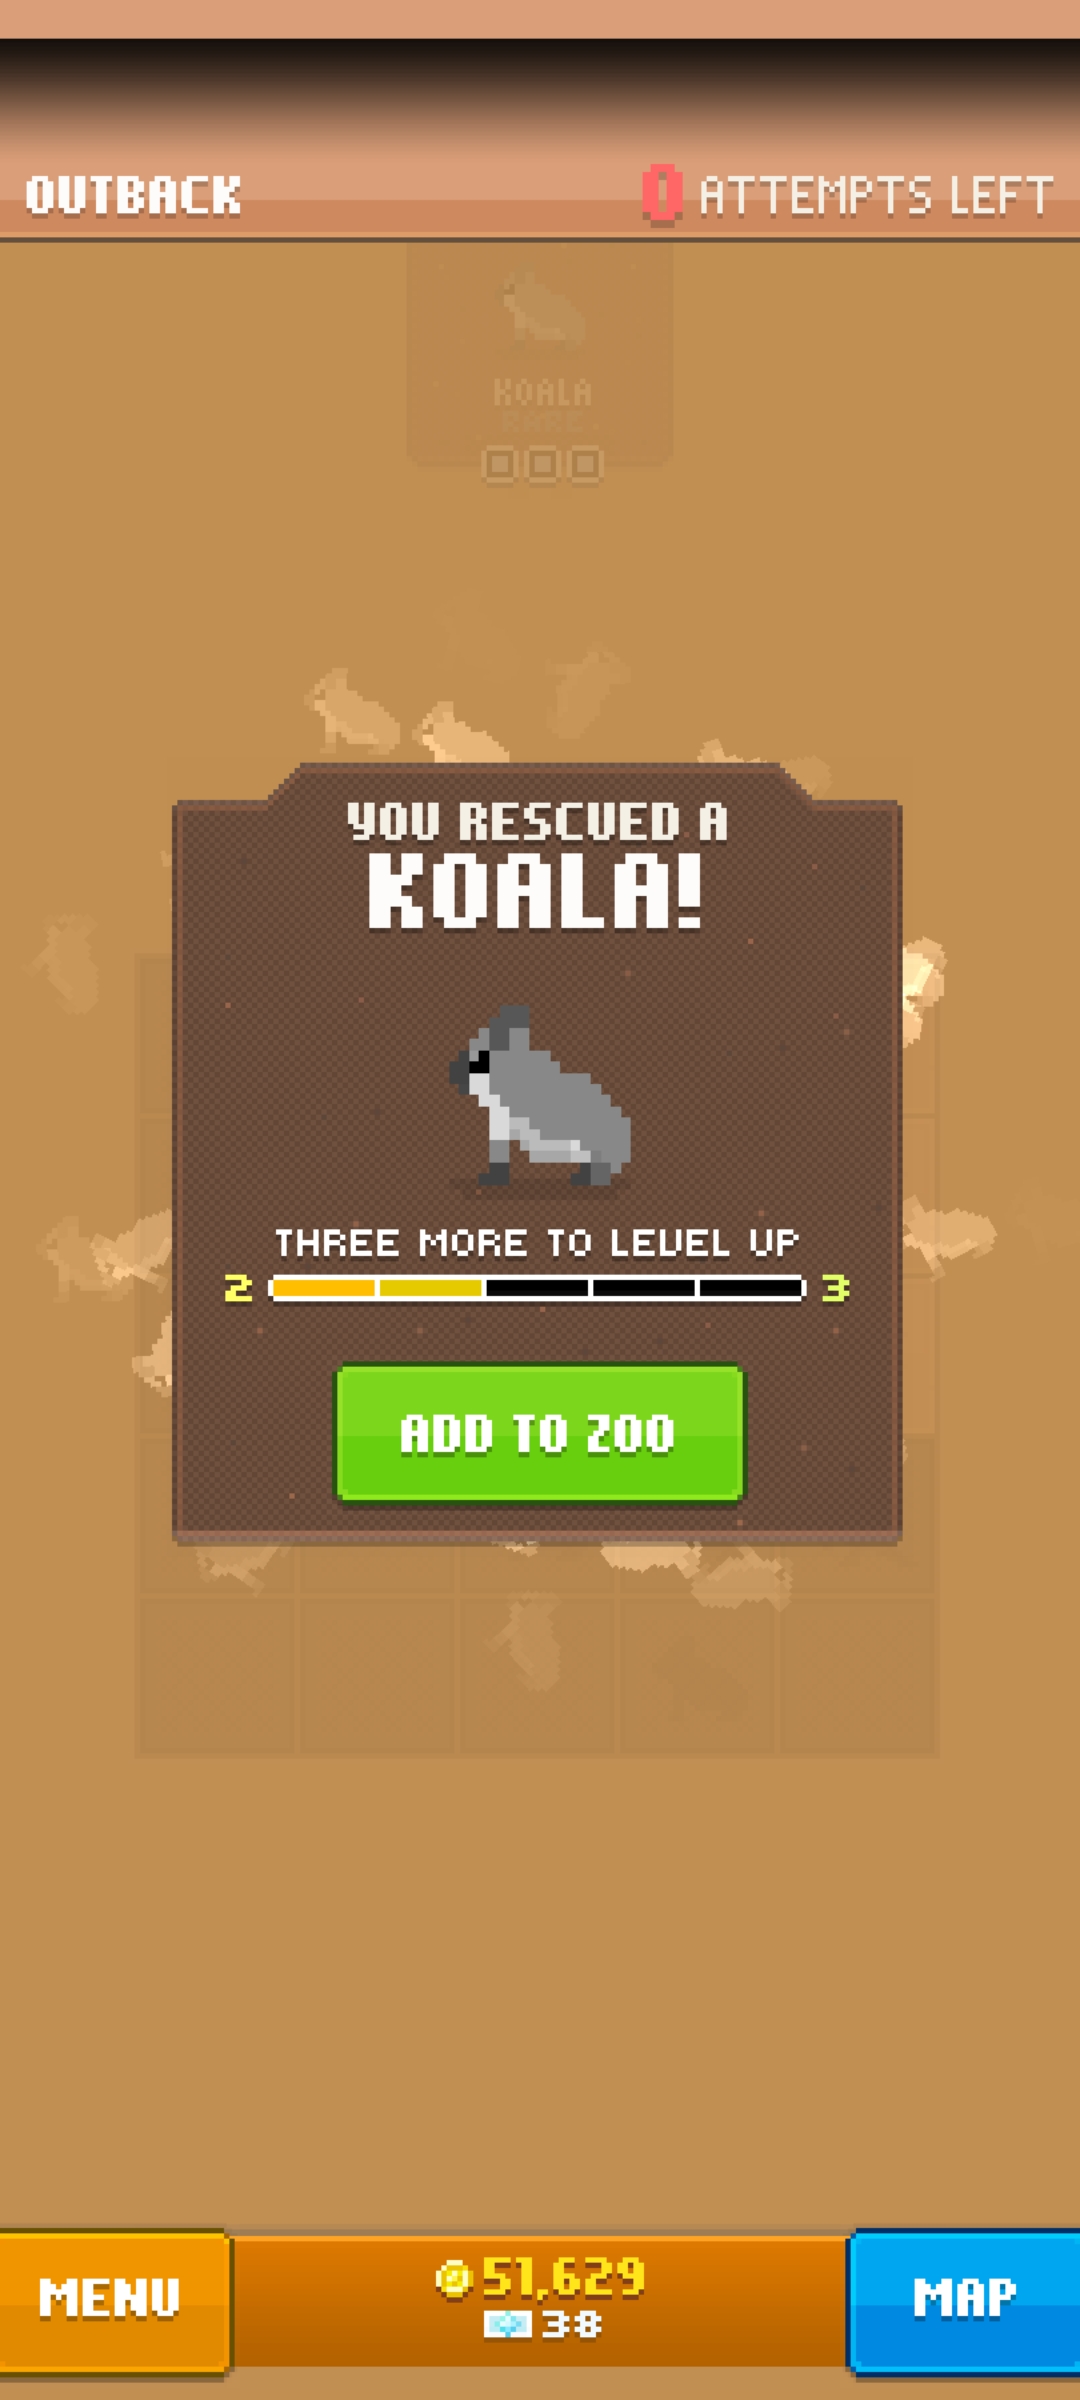 OUTBACK
0 ATTEMPTS LEFT
KOALA
RARE
YOU RESCUED A
KOALA!
THREE MORE TO LEVEL UP
2 3
ADD TO ZOO
MENU
51,629
38
MAP